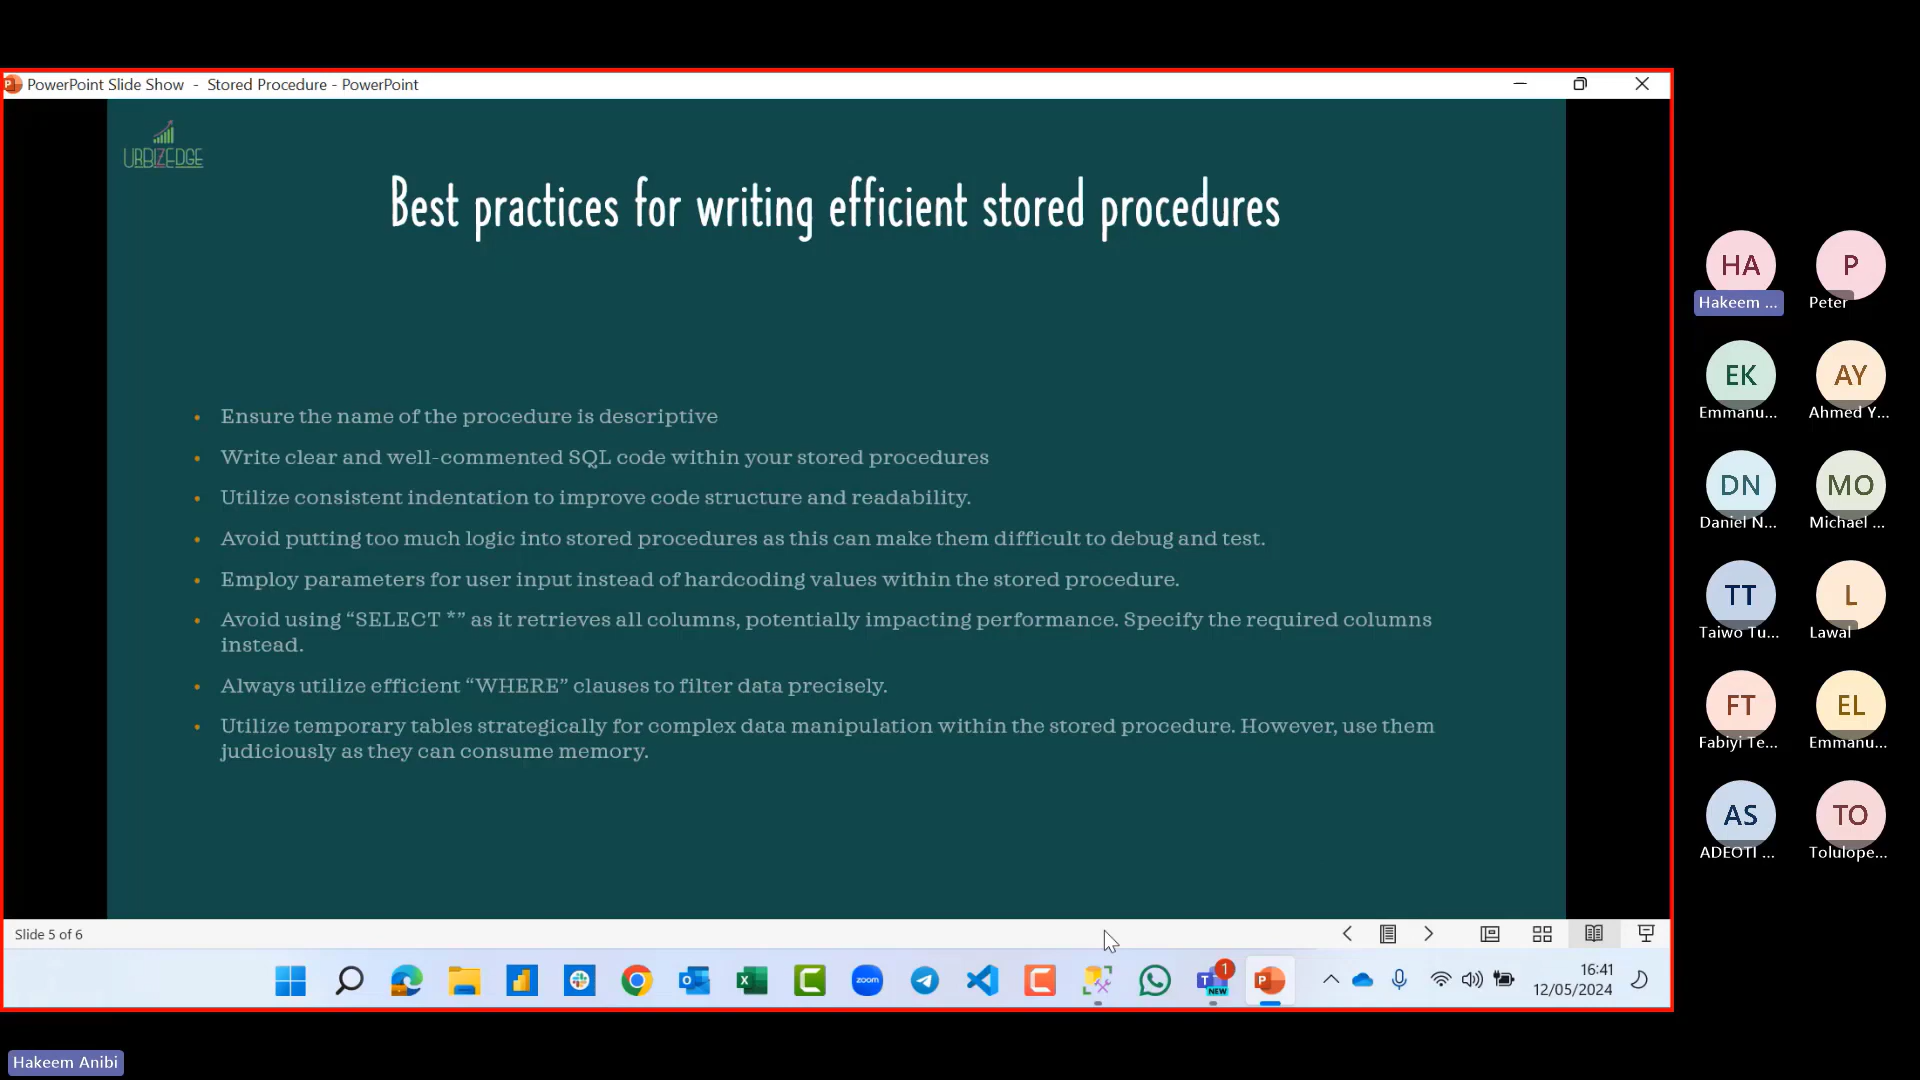 PowerPoint Slide Show - Stored Procedure - PowerPoint
URBIZEDGE
Best practices for writing efficient stored procedures
• Ensure the name of the procedure is descriptive
• Write clear and well-commented SQL code within your stored procedures
• Utilize consistent indentation to improve code structure and readability.
• Avoid putting too much logic into stored procedures as this can make them difficult to debug and test.
• Employ parameters for user input instead of hardcoding values within the stored procedure.
• Avoid using “SELECT *” as it retrieves all columns, potentially impacting performance. Specify the required columns
instead.
• Always utilize efficient “WHERE” clauses to filter data precisely.
• Utilize temporary tables strategically for complex data manipulation within the stored procedure. However, use them
judiciously as they can consume memory.
Slide 5 of 6
zoom
1
NEW
16:41
12/05/2024
HA
Hakeem ...
P
Peter
EK
Emmanu...
AY
Ahmed Y...
DN
Daniel N...
MO
Michael ...
TT
Taiwo Tu...
L
Lawal
FT
Fabiyi Te...
EL
Emmanu...
AS
ADEOTI ...
TO
Tolulope...
Hakeem Anibi